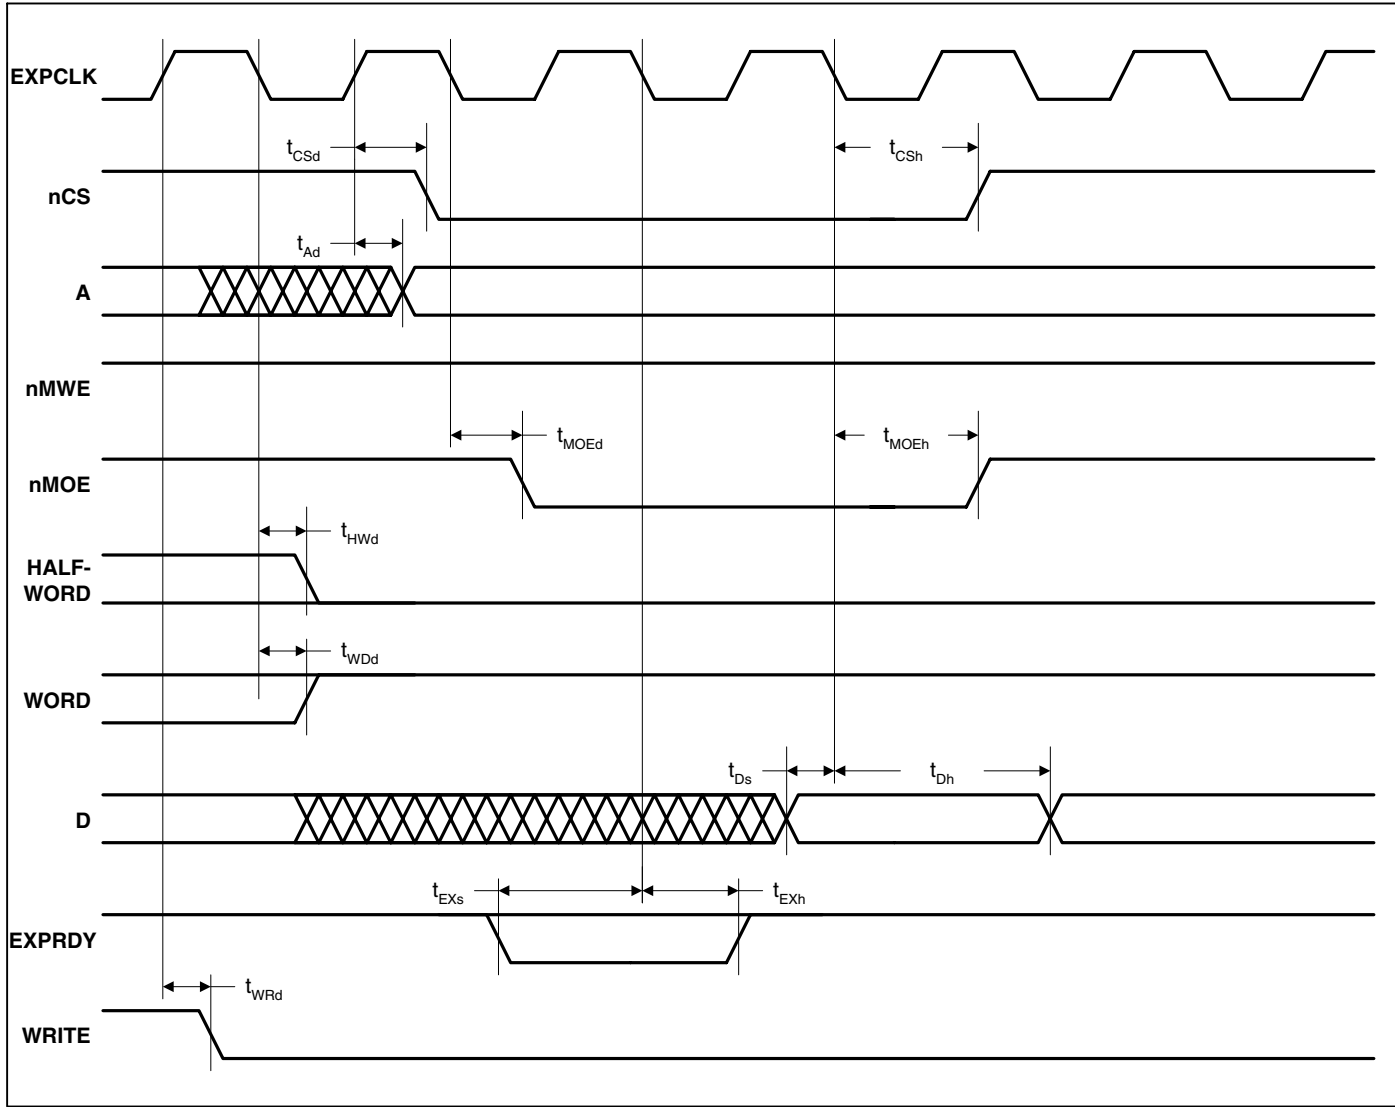 EXPCLK
tCSd
tCSh
nCS
tAd
A
nMWE
tMOEd
tMOEh
nMOE
tHWd
HALF-
WORD
tWDd
WORD
tDs
tDh
D
tEXs
tEXh
EXPRDY
tWRd
WRITE